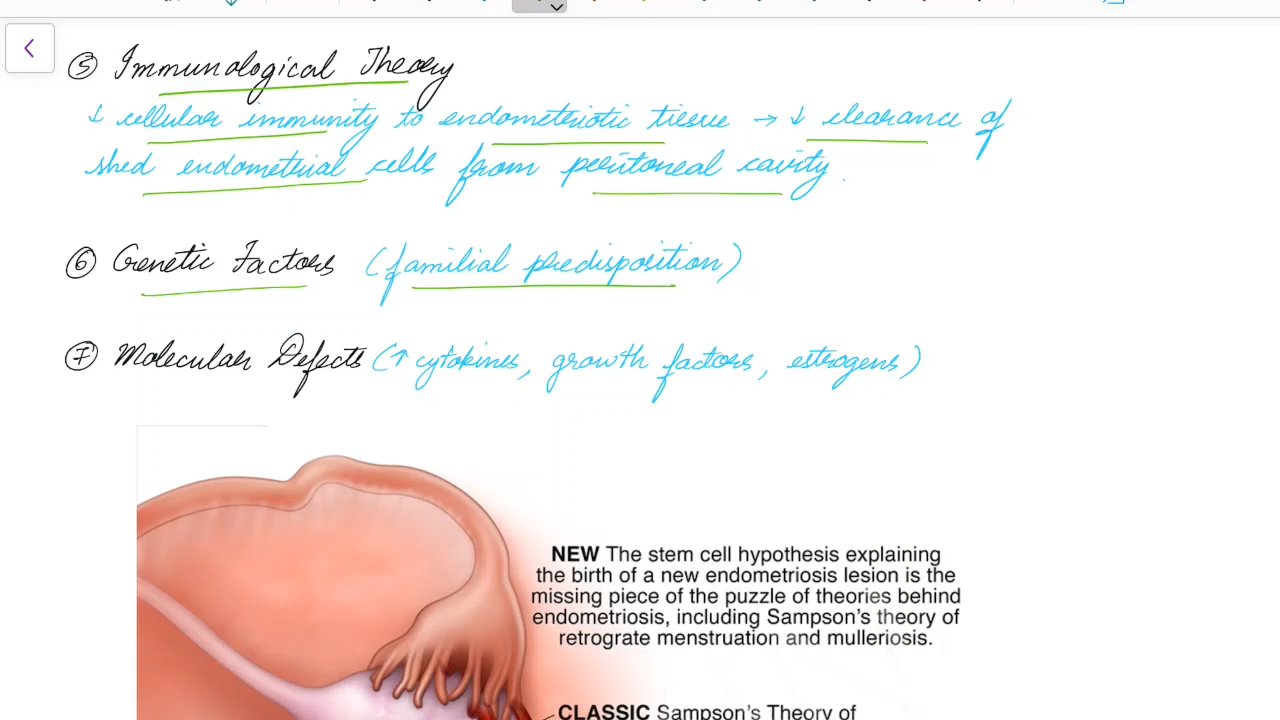 ⑤ Immunological Theory
↓ cellular immunity to endometriotic tissue → ↓ clearance of
shed endometrial cells from peritoneal cavity.
⑥ Genetic Factors (familial predisposition)
⑦ Molecular Defects (↑ cytokines, growth factors, estrogens)
NEW The stem cell hypothesis explaining
the birth of a new endometriosis lesion is the
missing piece of the puzzle of theories behind
endometriosis, including Sampson's theory of
retrograte menstruation and mulleriosis.
CLASSIC Sampson's Theory of